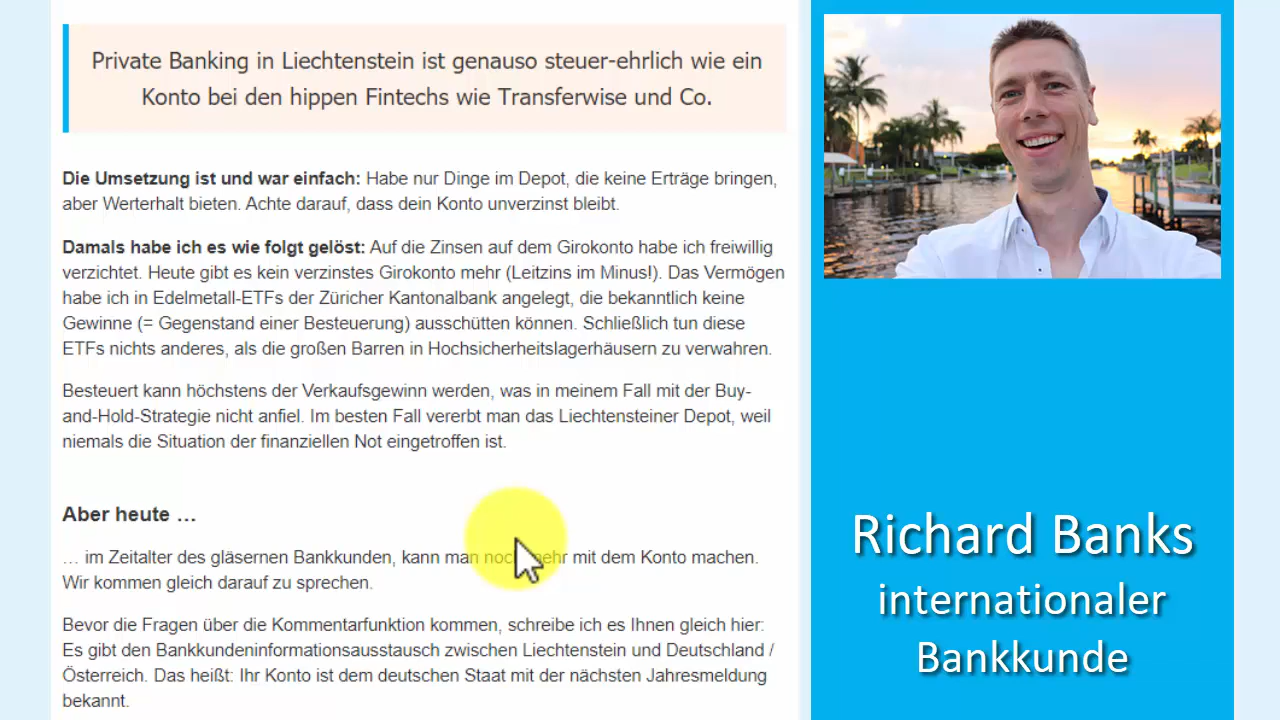 Private Banking in Liechtenstein ist genauso steuer-ehrlich wie ein
Konto bei den hippen Fintechs wie Transferwise und Co.
Die Umsetzung ist und war einfach: Habe nur Dinge im Depot, die keine Erträge bringen,
aber Werterhalt bieten. Achte darauf, dass dein Konto unverzinst bleibt.
Damals habe ich es wie folgt gelöst: Auf die Zinsen auf dem Girokonto habe ich freiwillig
verzichtet. Heute gibt es kein verzinstes Girokonto mehr (Leitzins im Minus!). Das Vermögen
habe ich in Edelmetall-ETFs der Züricher Kantonalbank angelegt, die bekanntlich keine
Gewinne (= Gegenstand einer Besteuerung) ausschütten können. Schließlich tun diese
ETFs nichts anderes, als die großen Barren in Hochsicherheitslagerhäusern zu verwahren.
Besteuert kann höchstens der Verkaufsgewinn werden, was in meinem Fall mit der Buy-
and-Hold-Strategie nicht anfiel. Im besten Fall vererbt man das Liechtensteiner Depot, weil
niemals die Situation der finanziellen Not eingetroffen ist.
Aber heute …
… im Zeitalter des gläsernen Bankkunden, kann man noch mehr mit dem Konto machen.
Wir kommen gleich darauf zu sprechen.
Bevor die Fragen über die Kommentarfunktion kommen, schreibe ich es Ihnen gleich hier:
Es gibt den Bankkundeninformationsausstausch zwischen Liechtenstein und Deutschland /
Österreich. Das heißt: Ihr Konto ist dem deutschen Staat mit der nächsten Jahresmeldung
bekannt.
Richard Banks
internationaler
Bankkunde